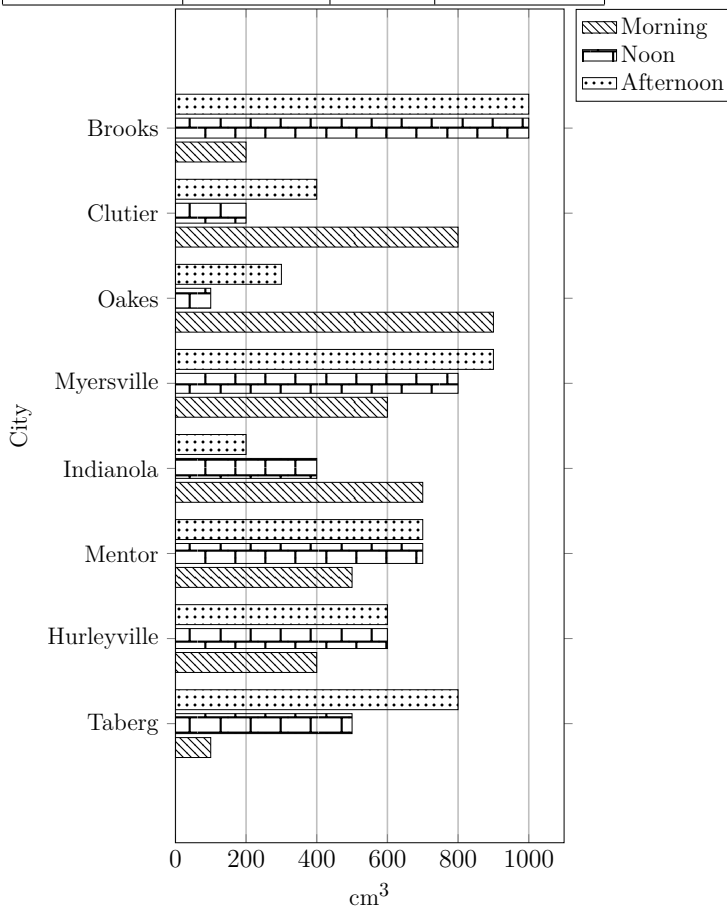 Morning
Noon
Afternoon
Brooks
Clutier
Oakes
Myersville
Indianola
Mentor
Hurleyville
Taberg
City
0 200 400 600 800 1000
cm³